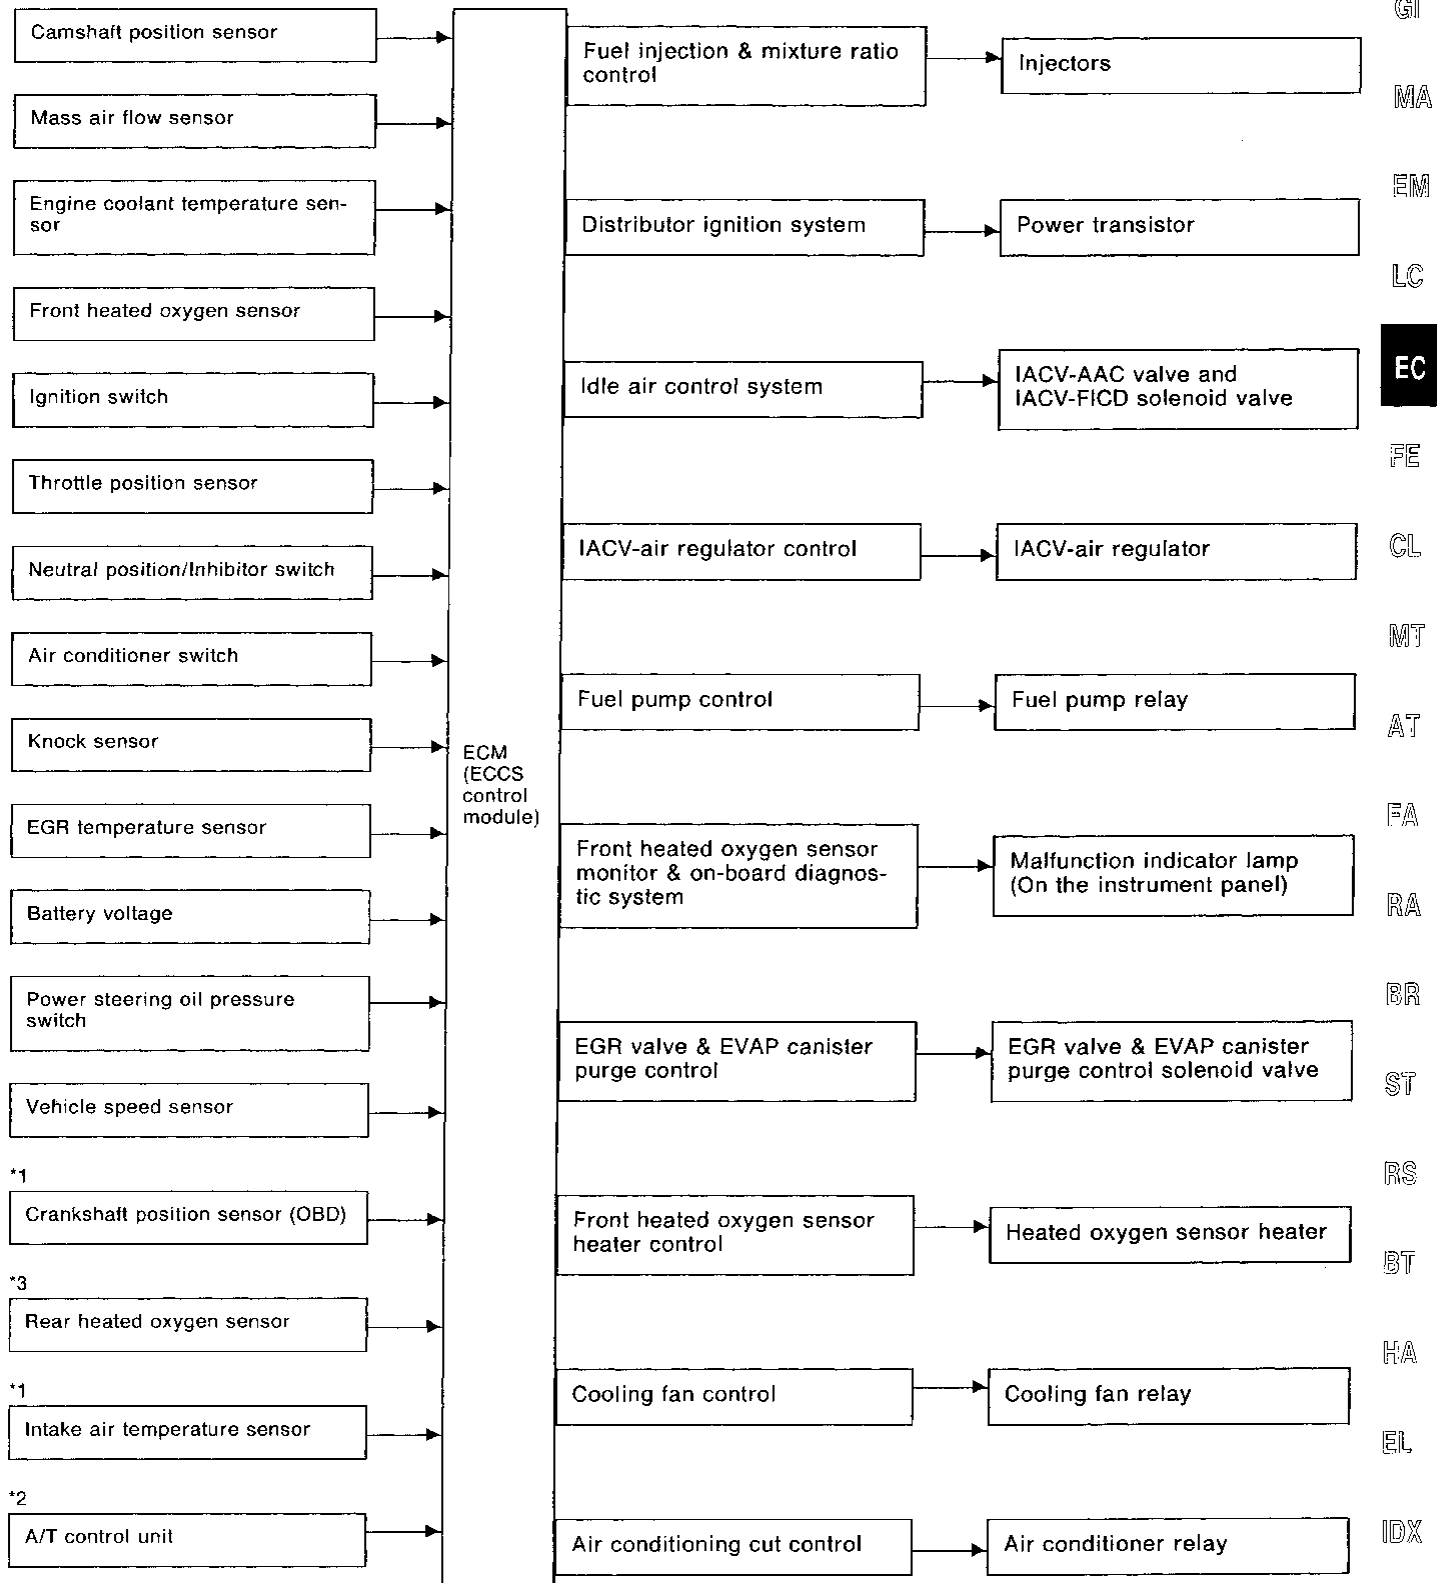 Camshaft position sensor
Mass air flow sensor
Engine coolant temperature sen-
sor
Front heated oxygen sensor
Ignition switch
Throttle position sensor
Neutral position/Inhibitor switch
Air conditioner switch
Knock sensor
EGR temperature sensor
Battery voltage
Power steering oil pressure
switch
Vehicle speed sensor
*1
Crankshaft position sensor (OBD)
*3
Rear heated oxygen sensor
*1
Intake air temperature sensor
*2
A/T control unit
ECM
(ECCS
control
module)
Fuel injection & mixture ratio
control
Injectors
Distributor ignition system
Power transistor
Idle air control system
IACV-AAC valve and
IACV-FICD solenoid valve
IACV-air regulator control
IACV-air regulator
Fuel pump control
Fuel pump relay
Front heated oxygen sensor
monitor & on-board diagnos-
tic system
Malfunction indicator lamp
(On the instrument panel)
EGR valve & EVAP canister
purge control
EGR valve & EVAP canister
purge control solenoid valve
Front heated oxygen sensor
heater control
Heated oxygen sensor heater
Cooling fan control
Cooling fan relay
Air conditioning cut control
Air conditioner relay
GI
MA
EM
LC
EC
FE
CL
MT
AT
FA
RA
BR
ST
RS
BT
HA
EL
IDX